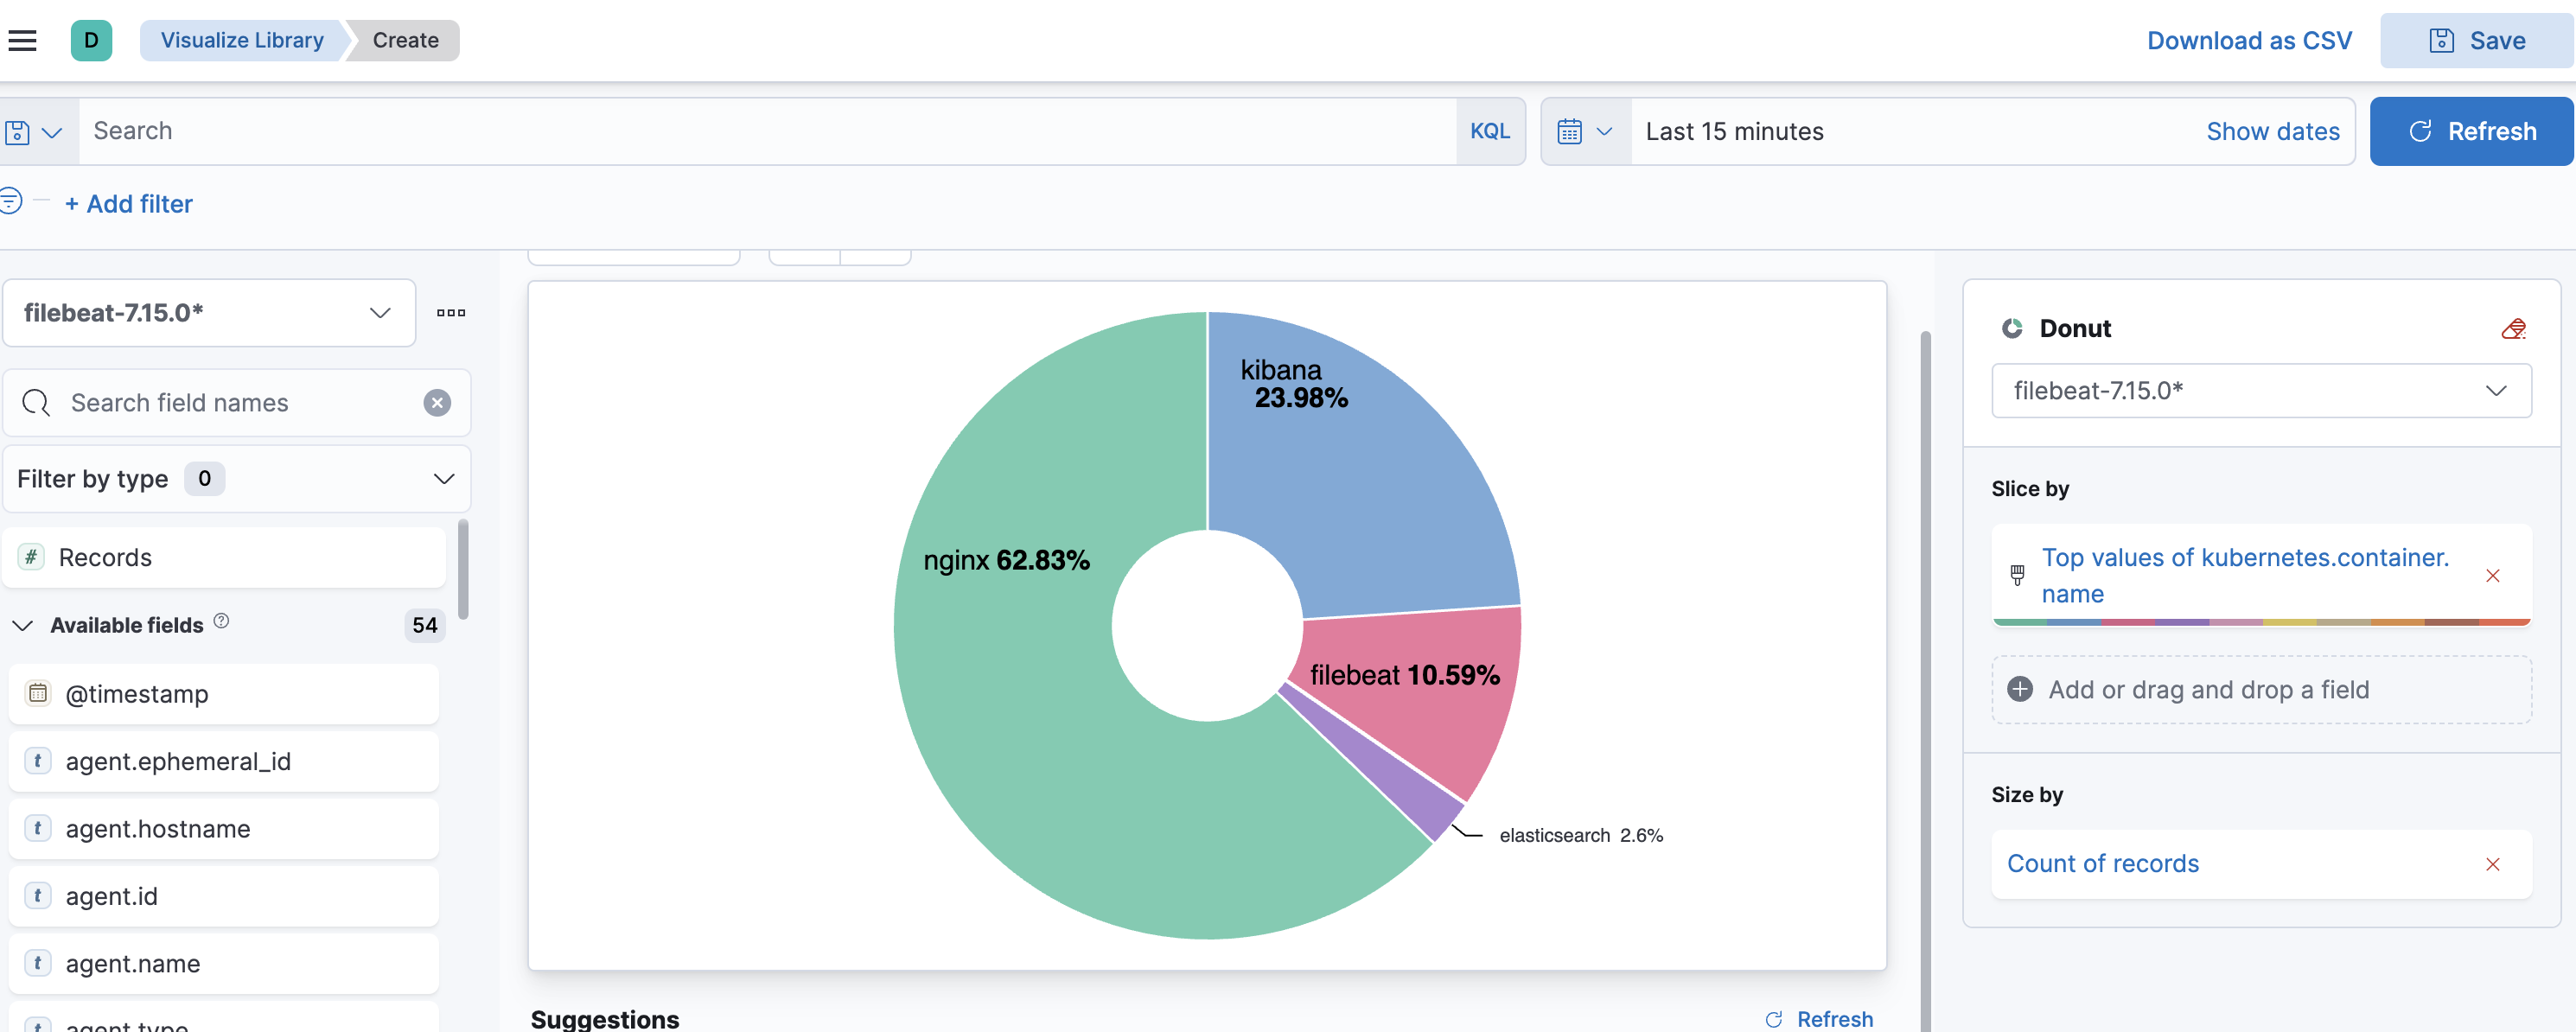 D
Visualize Library
Create
Download as CSV
Save
Search
KQL
Last 15 minutes
Show dates
Refresh
+ Add filter
filebeat-7.15.0*
Search field names
Filter by type 0
# Records
Available fields 54
@timestamp
t agent.ephemeral_id
t agent.hostname
t agent.id
t agent.name
t agent.type
kibana
23.98%
nginx 62.83%
filebeat 10.59%
elasticsearch 2.6%
Suggestions
Refresh
Donut
filebeat-7.15.0*
Slice by
Top values of kubernetes.container.
name
Add or drag and drop a field
Size by
Count of records